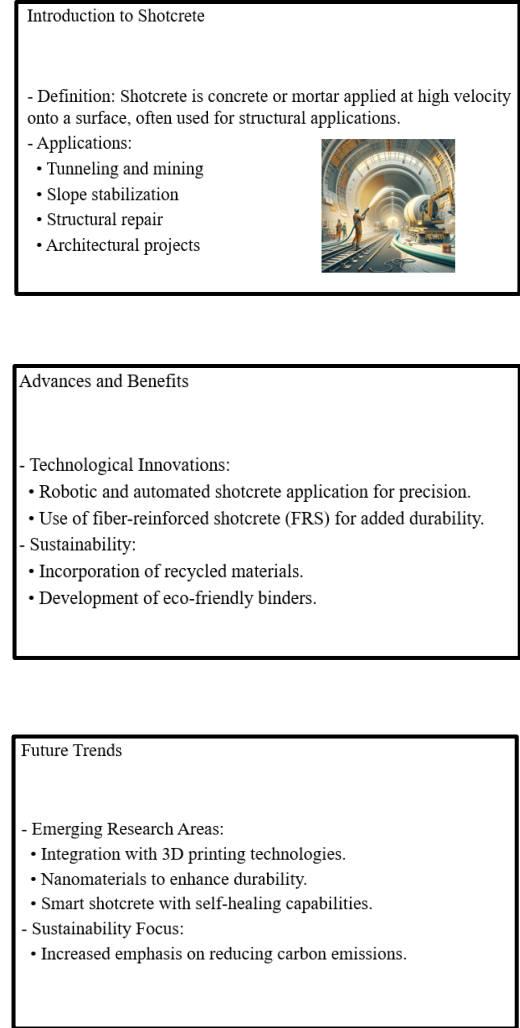 Introduction to Shotcrete
- Definition: Shotcrete is concrete or mortar applied at high velocity
onto a surface, often used for structural applications.
- Applications:
• Tunneling and mining
• Slope stabilization
• Structural repair
• Architectural projects
Advances and Benefits
- Technological Innovations:
• Robotic and automated shotcrete application for precision.
• Use of fiber-reinforced shotcrete (FRS) for added durability.
- Sustainability:
• Incorporation of recycled materials.
• Development of eco-friendly binders.
Future Trends
- Emerging Research Areas:
• Integration with 3D printing technologies.
• Nanomaterials to enhance durability.
• Smart shotcrete with self-healing capabilities.
- Sustainability Focus:
• Increased emphasis on reducing carbon emissions.